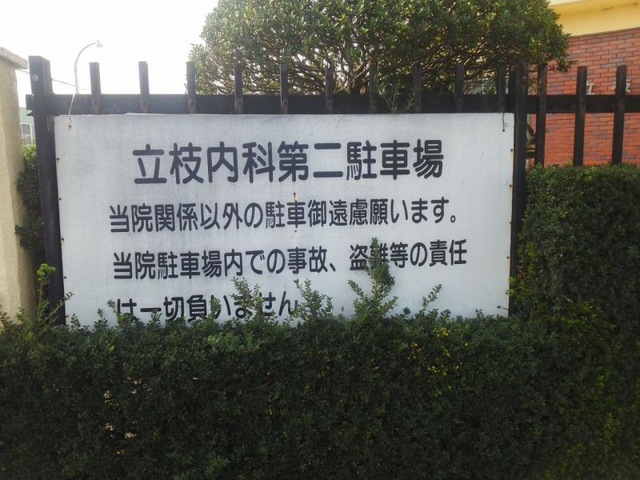 立枝内科第二駐車場
当院関係以外の駐車御遠慮願います。
当院駐車場内での事故、盗難等の責任
は一切負いません